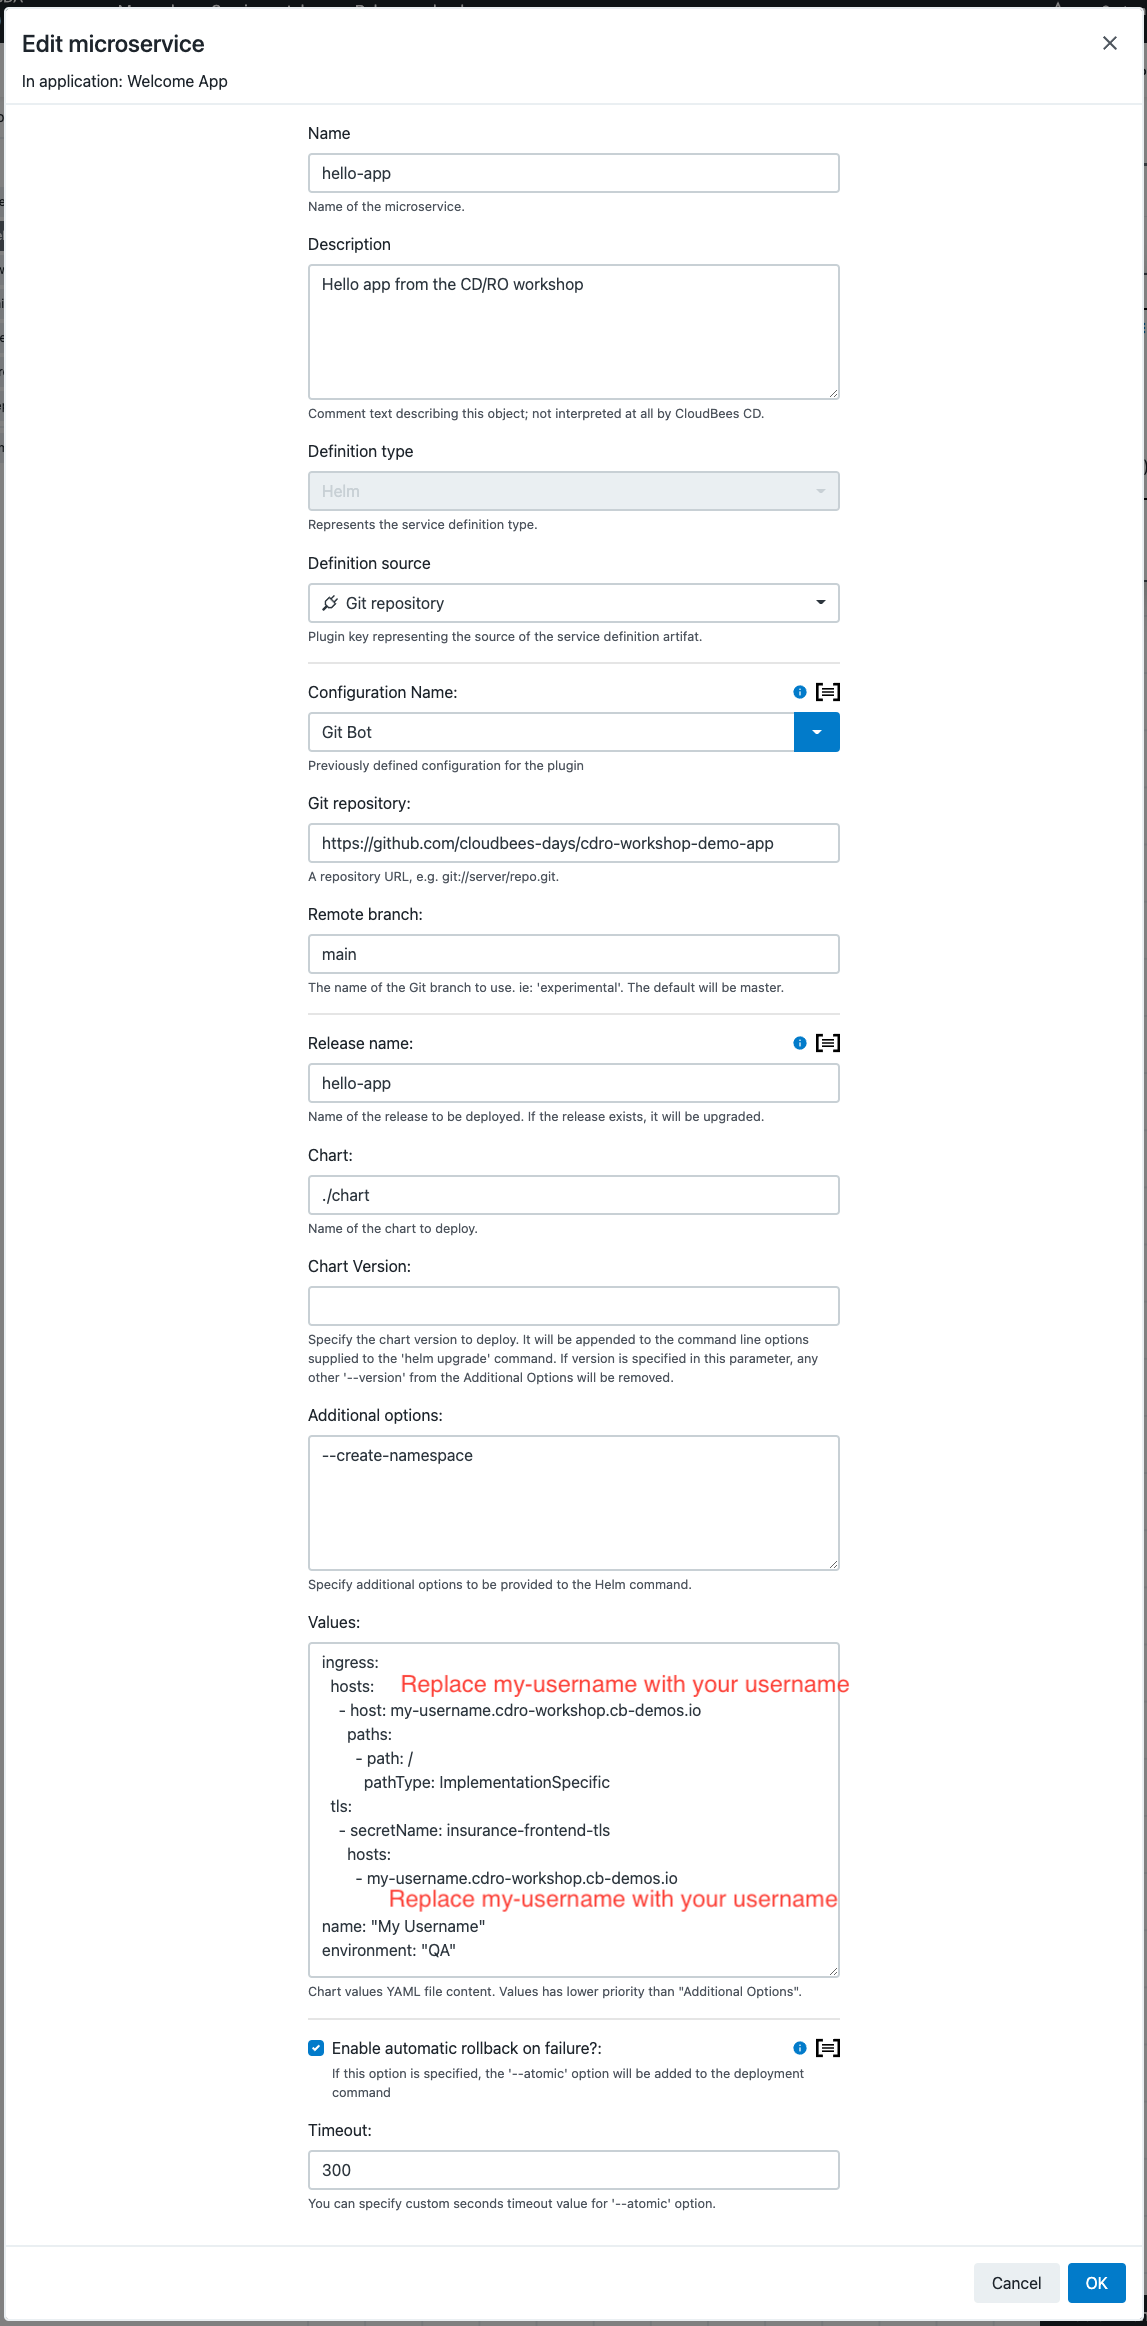 Edit microservice
In application: Welcome App
Name
hello-app
Name of the microservice.
Description
Hello app from the CD/RO workshop
Comment text describing this object; not interpreted at all by CloudBees CD.
Definition type
Helm
Represents the service definition type.
Definition source
Git repository
Plugin key representing the source of the service definition artifat.
Configuration Name:
Git Bot
Previously defined configuration for the plugin
Git repository:
https://github.com/cloudbees-days/cdro-workshop-demo-app
A repository URL, e.g. git://server/repo.git.
Remote branch:
main
The name of the Git branch to use. ie: 'experimental'. The default will be master.
Release name:
hello-app
Name of the release to be deployed. If the release exists, it will be upgraded.
Chart:
./chart
Name of the chart to deploy.
Chart Version:
Specify the chart version to deploy. It will be appended to the command line options
supplied to the 'helm upgrade' command. If version is specified in this parameter, any
other '--version' from the Additional Options will be removed.
Additional options:
--create-namespace
Specify additional options to be provided to the Helm command.
Values:
ingress:
hosts:
Replace my-username with your username
- host: my-username.cdro-workshop.cb-demos.io
paths:
- path: /
pathType: ImplementationSpecific
tls:
- secretName: insurance-frontend-tls
hosts:
- my-username.cdro-workshop.cb-demos.io
Replace my-username with your username
name: "My Username"
environment: "QA"
Chart values YAML file content. Values has lower priority than "Additional Options".
Enable automatic rollback on failure?:
If this option is specified, the '--atomic' option will be added to the deployment
command
Timeout:
300
You can specify custom seconds timeout value for '--atomic' option.
Cancel
OK